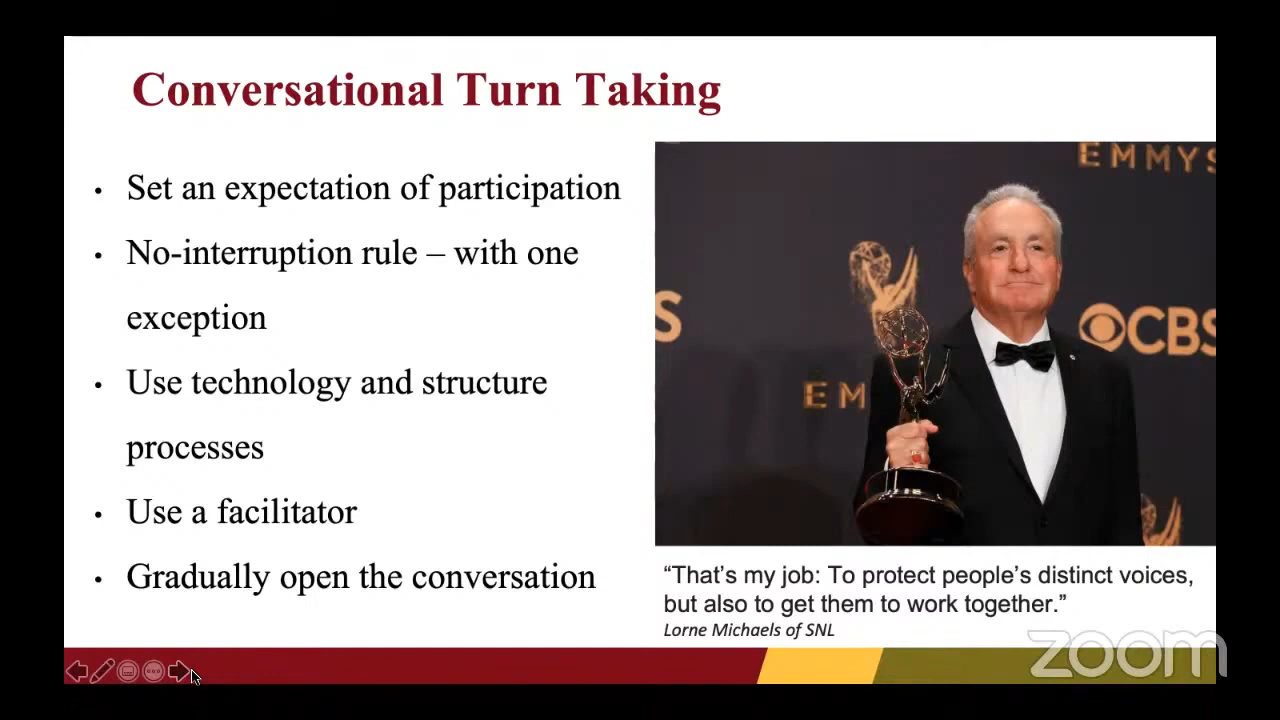 Conversational Turn Taking
• Set an expectation of participation
• No-interruption rule – with one
exception
• Use technology and structure
processes
• Use a facilitator
• Gradually open the conversation
EMMYS
S
CBS
EM
“That’s my job: To protect people’s distinct voices,
but also to get them to work together.”
Lorne Michaels of SNL
zoom